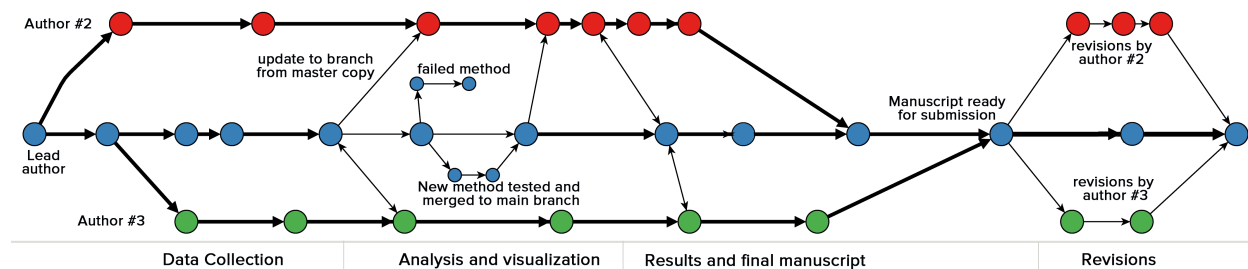 Author #2
update to branch
from master copy
failed method
Manuscript ready
for submission
revisions by
author #2
Lead
author
New method tested and
merged to main branch
revisions by
author #3
Author #3
Data Collection
Analysis and visualization
Results and final manuscript
Revisions